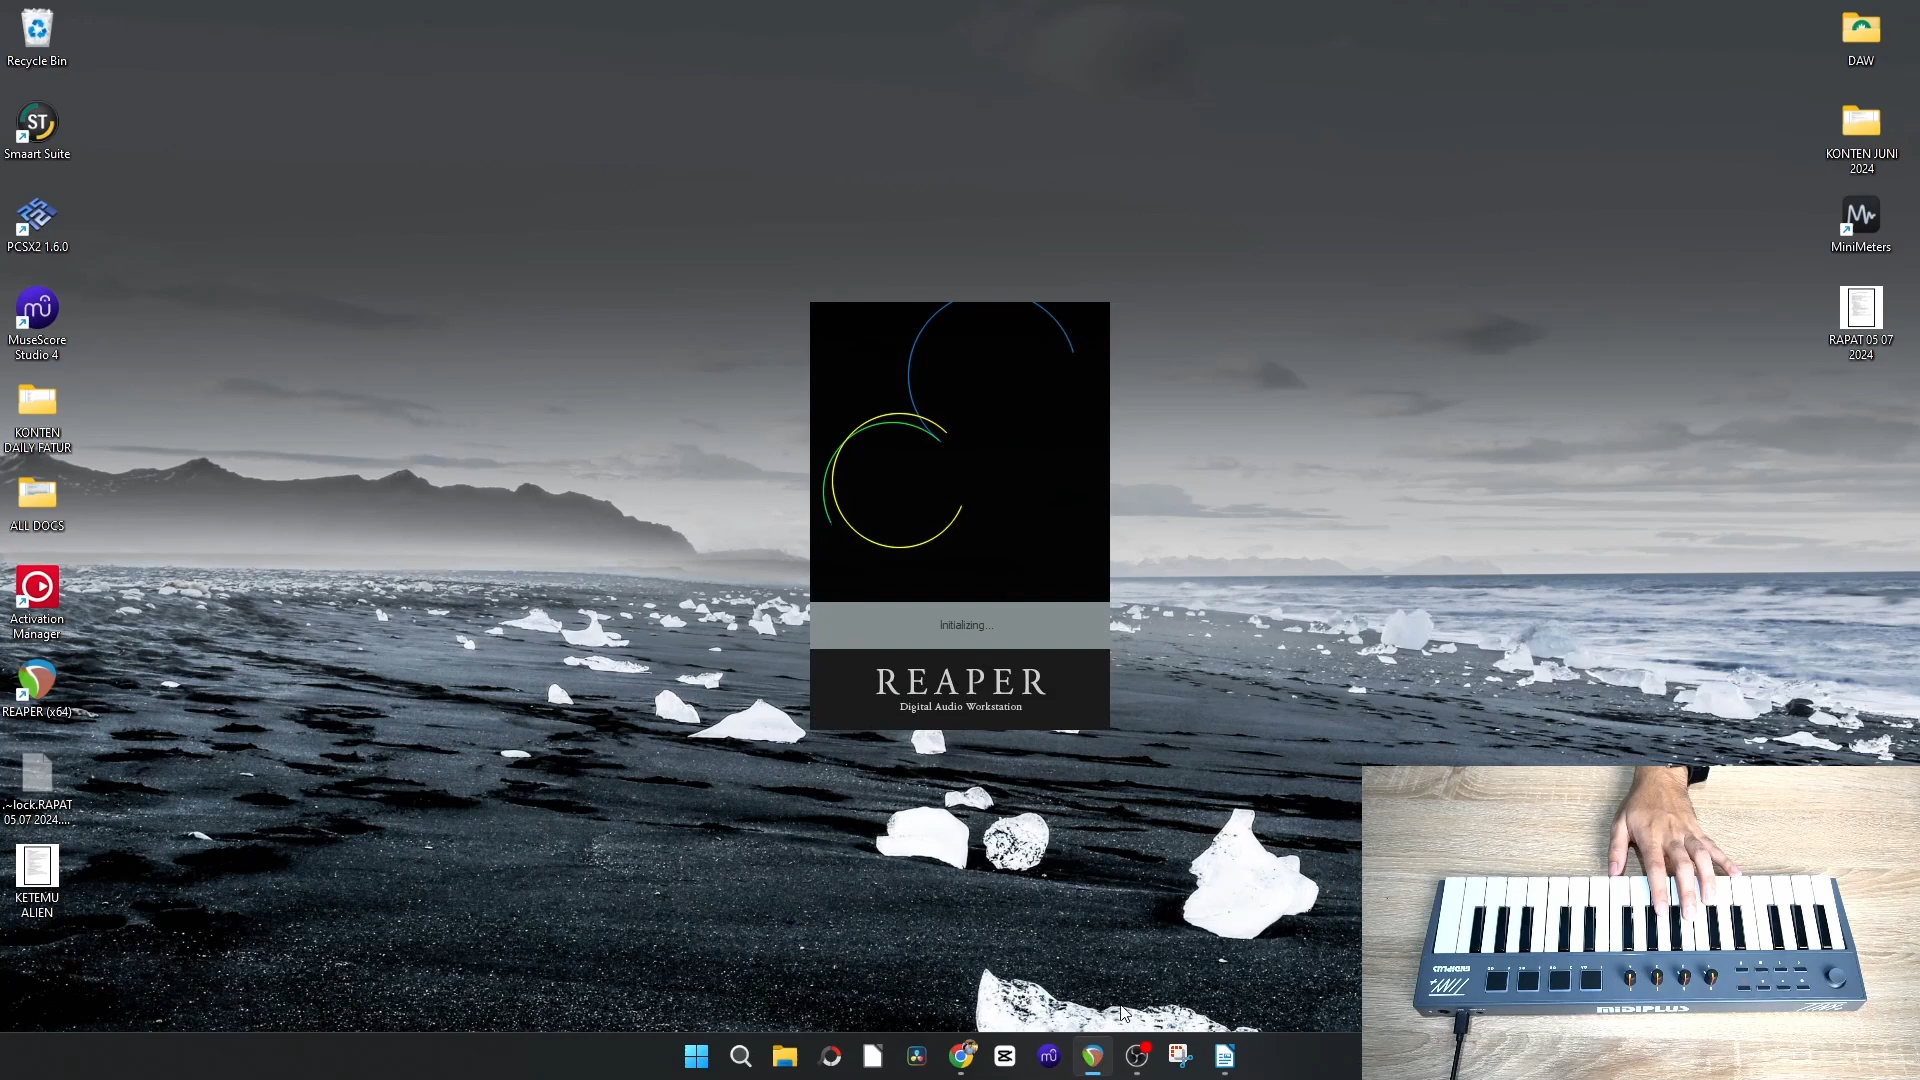 Recycle Bin
Smaart Suite
PCSX2 1.6.0
MuseScore
Studio 4
KONTEN
DAILY FATUR
ALL DOCS
Activation
Manager
REAPER (x64)
.~lock.RAPAT
05 07 2024....
KETEMU
ALIEN
DAW
KONTEN JUNI
2024
MiniMeters
RAPAT 05 07
2024
ST
Initializing...
REAPER
Digital Audio Workstation
MIDIPLUS